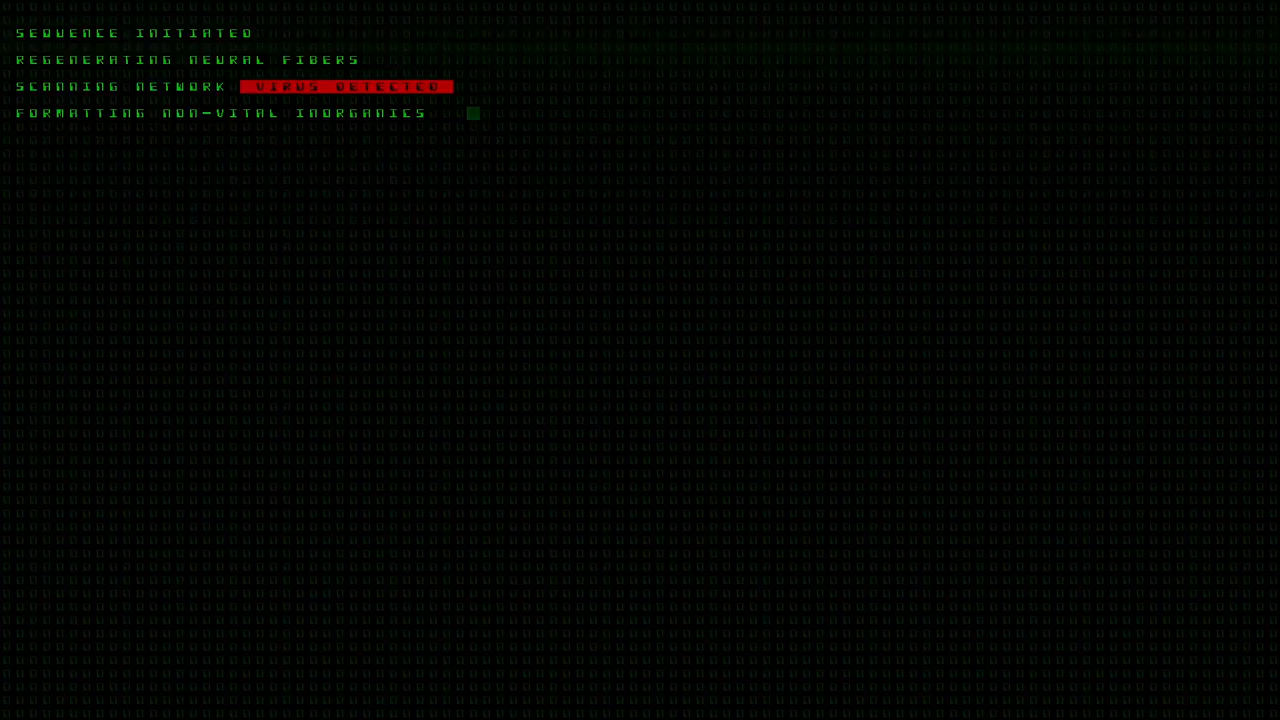 SEQUENCE INITIATED
REGENERATING NEURAL FIBERS
SCANNING NETWORK VIRUS DETECTED
FORMATTING NON-VITAL INORGANICS